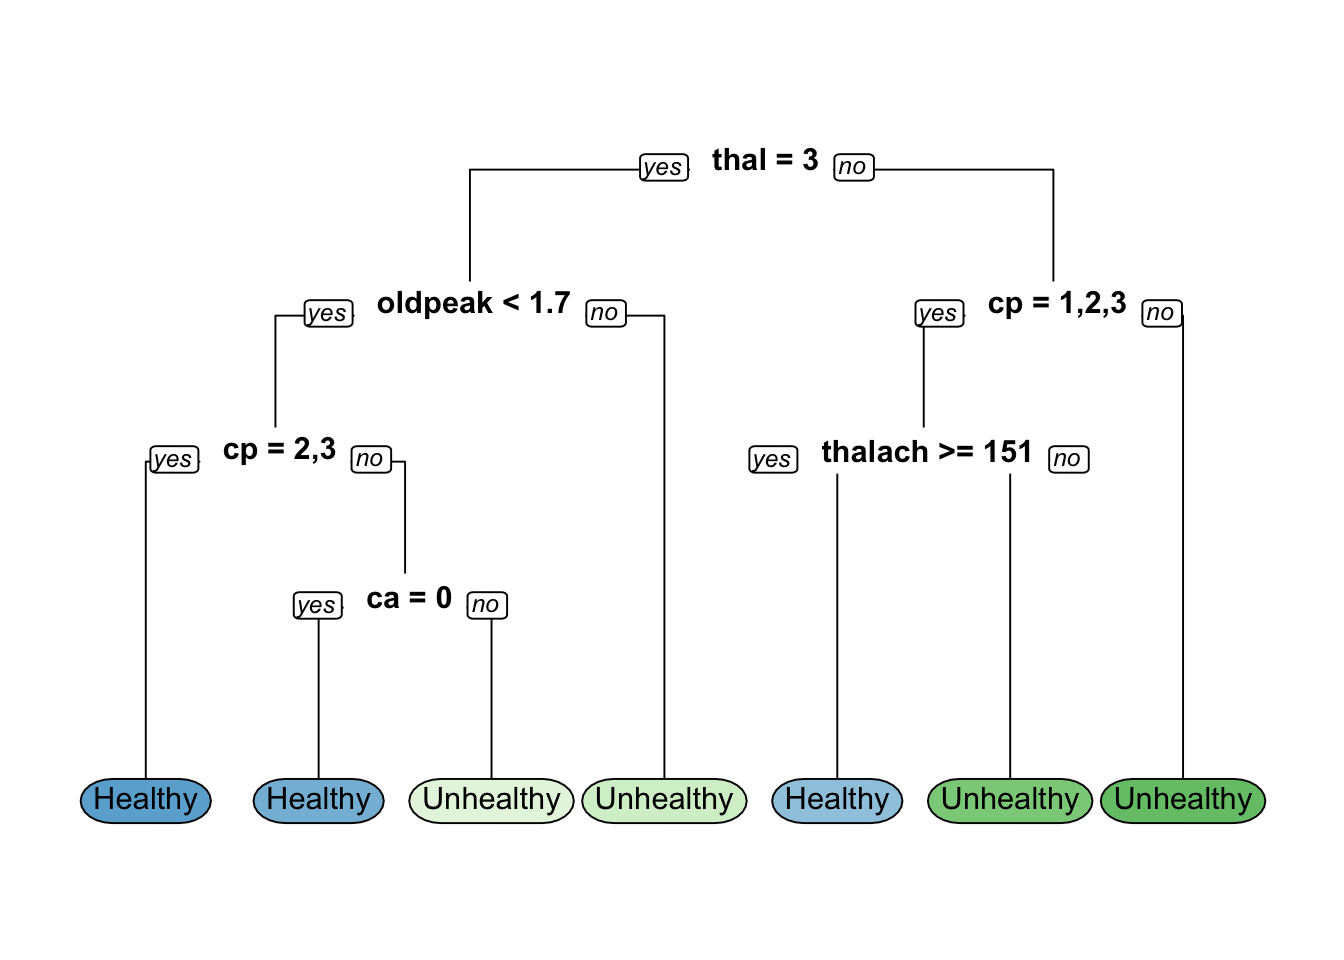 yes thal = 3 no
yes oldpeak < 1.7 no yes cp = 1,2,3 no
yes cp = 2,3 no yes thalach >= 151 no
yes ca = 0 no
Healthy Healthy Unhealthy Unhealthy Healthy Unhealthy Unhealthy